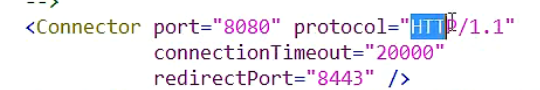 -->
<Connector port="8080" protocol="HTTP/1.1"
connectionTimeout="20000"
redirectPort="8443" />